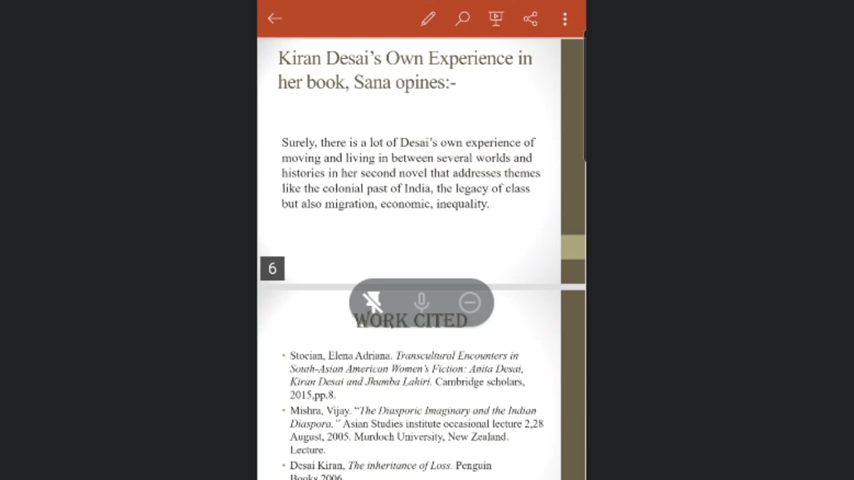 Kiran Desai's Own Experience in
her book, Sana opines:-
Surely, there is a lot of Desai's own experience of
moving and living in between several worlds and
histories in her second novel that addresses themes
like the colonial past of India, the legacy of class
but also migration, economic, inequality.
6
WORK CITED
• Stocian, Elena Adriana. Transcultural Encounters in
South-Asian American Women's Fiction: Anita Desai,
Kiran Desai and Jhumba Lahiri. Cambridge scholars,
2015,pp.8.
• Mishra, Vijay. "The Diasporic Imaginary and the Indian
Diaspora." Asian Studies institute occasional lecture 2,28
August, 2005. Murdoch University, New Zealand.
Lecture.
• Desai Kiran, The inheritance of Loss. Penguin
Books 2006